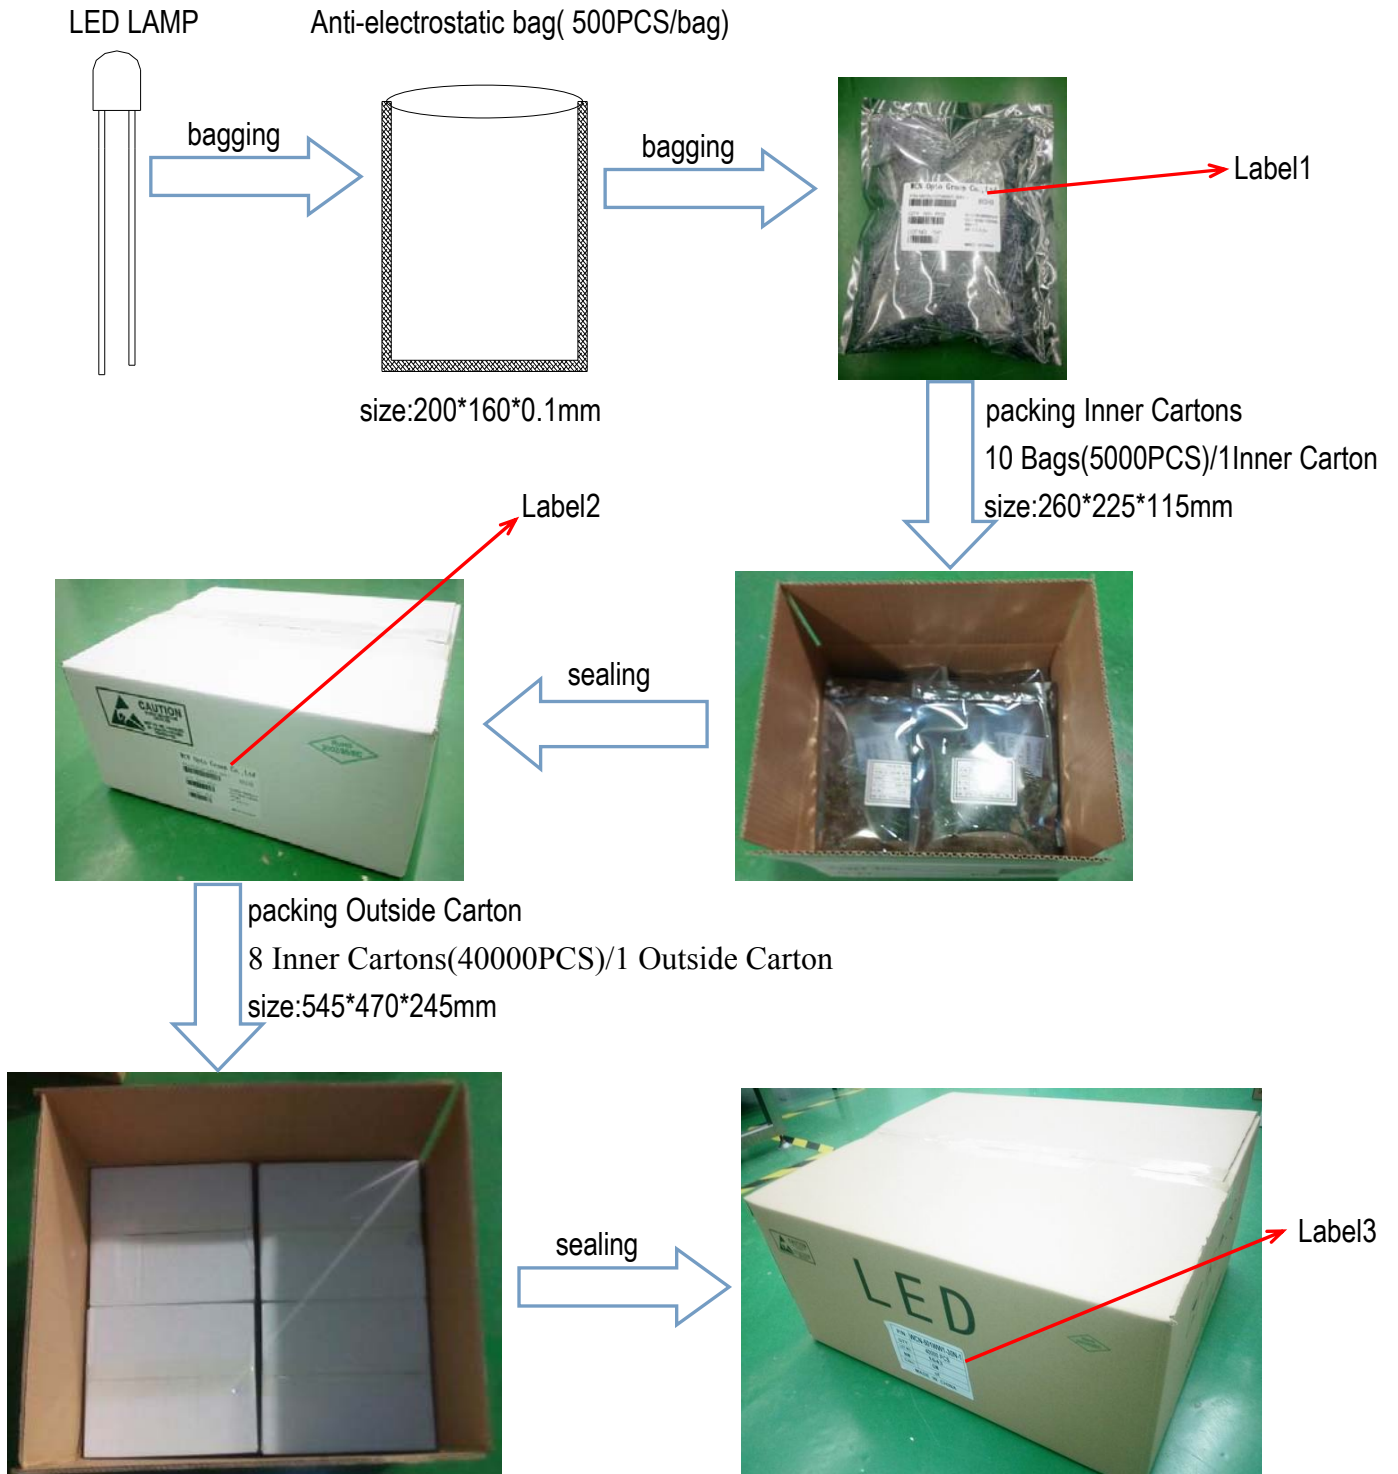 LED LAMP
Anti-electrostatic bag( 500PCS/bag)
bagging
bagging
Label1
size:200*160*0.1mm
packing Inner Cartons
10 Bags(5000PCS)/1Inner Carton
size:260*225*115mm
Label2
sealing
CAUTION
packing Outside Carton
8 Inner Cartons(40000PCS)/1 Outside Carton
size:545*470*245mm
sealing
Label3
LED